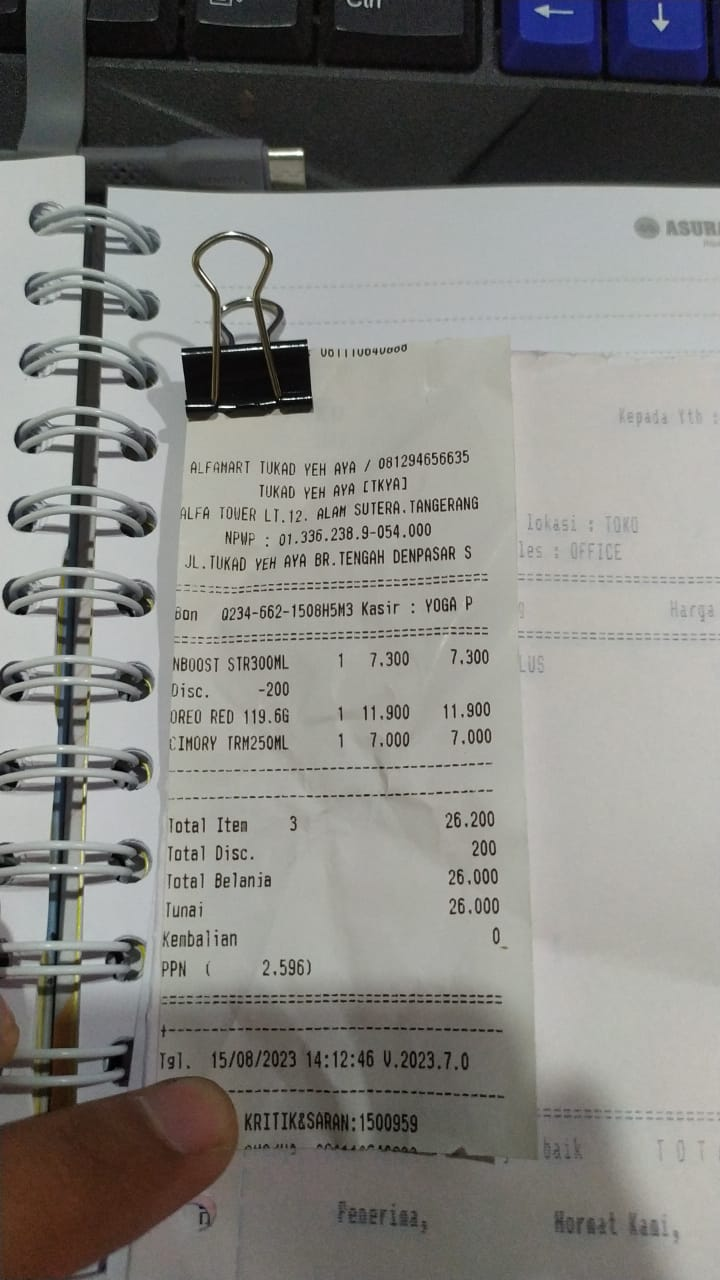 Ctrl
←
↓
ASUR
081110640888
ALFAMART TUKAD YEH AYA / 081294656635
TUKAD YEH AYA [TKYA]
ALFA TOWER LT.12. ALAM SUTERA.TANGERANG
NPWP : 01.336.238.9-054.000
JL.TUKAD YEH AYA BR.TENGAH DENPASAR S
Bon 0234-662-1508H5M3 Kasir : YOGA P
NBOOST STR300ML 1 7.300 7.300
Disc. -200
OREO RED 119.6G 1 11.900 11.900
CIMORY TRM250ML 1 7.000 7.000
Total Item 3 26.200
Total Disc. 200
Total Belanja 26.000
Tunai 26.000
Kembalian 0
PPN ( 2.596)
Tgl. 15/08/2023 14:12:46 V.2023.7.0
KRITIK&SARAN:1500959
Kepada Yth :
lokasi : TOKO
les : OFFICE
g Harga
LUS
baik TOT
Penerima, Hormat Kami,